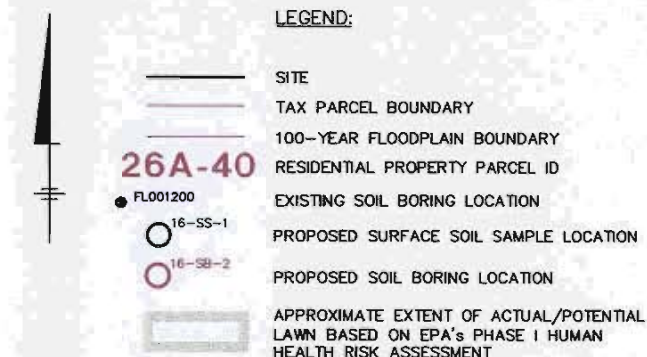 LEGEND:
SITE
TAX PARCEL BOUNDARY
100-YEAR FLOODPLAIN BOUNDARY
26A-40 RESIDENTIAL PROPERTY PARCEL ID
FL001200 EXISTING SOIL BORING LOCATION
16-SS-1 PROPOSED SURFACE SOIL SAMPLE LOCATION
16-SB-2 PROPOSED SOIL BORING LOCATION
APPROXIMATE EXTENT OF ACTUAL/POTENTIAL
LAWN BASED ON EPA's PHASE I HUMAN
HEALTH RISK ASSESSMENT